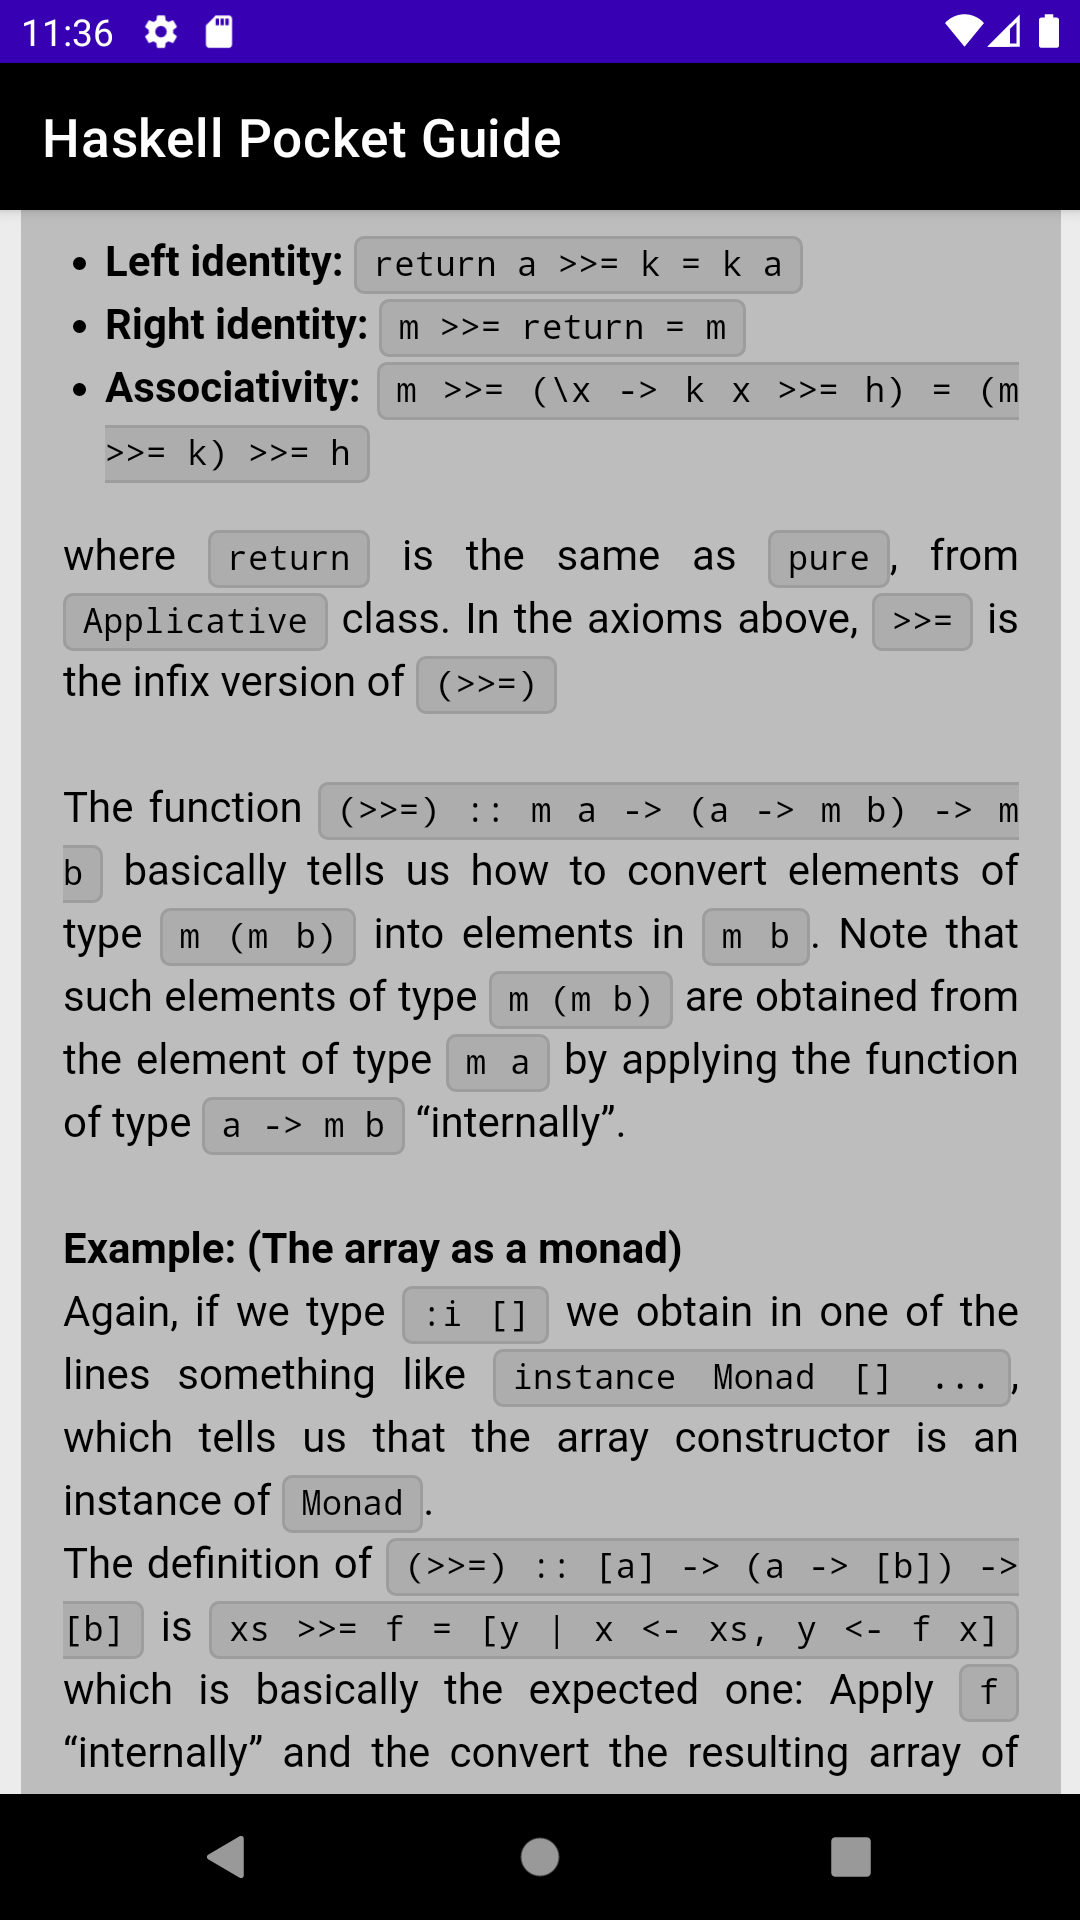 11:36
Haskell Pocket Guide
• Left identity: return a >>= k = k a
• Right identity: m >>= return = m
• Associativity: m >>= (\x -> k x >>= h) = (m
>>= k) >>= h
where return is the same as pure, from
Applicative class. In the axioms above, >>= is
the infix version of (>>=)
The function (>>=) :: m a -> (a -> m b) -> m
b basically tells us how to convert elements of
type m (m b) into elements in m b. Note that
such elements of type m (m b) are obtained from
the element of type m a by applying the function
of type a -> m b “internally”.
Example: (The array as a monad)
Again, if we type :i [] we obtain in one of the
lines something like instance Monad [] ...,
which tells us that the array constructor is an
instance of Monad.
The definition of (>>=) :: [a] -> (a -> [b]) ->
[b] is xs >>= f = [y | x <- xs, y <- f x]
which is basically the expected one: Apply f
“internally” and the convert the resulting array of